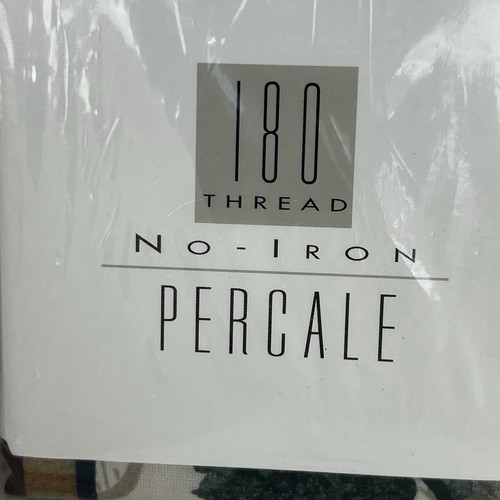 180
THREAD
NO-IRON
PERCALE